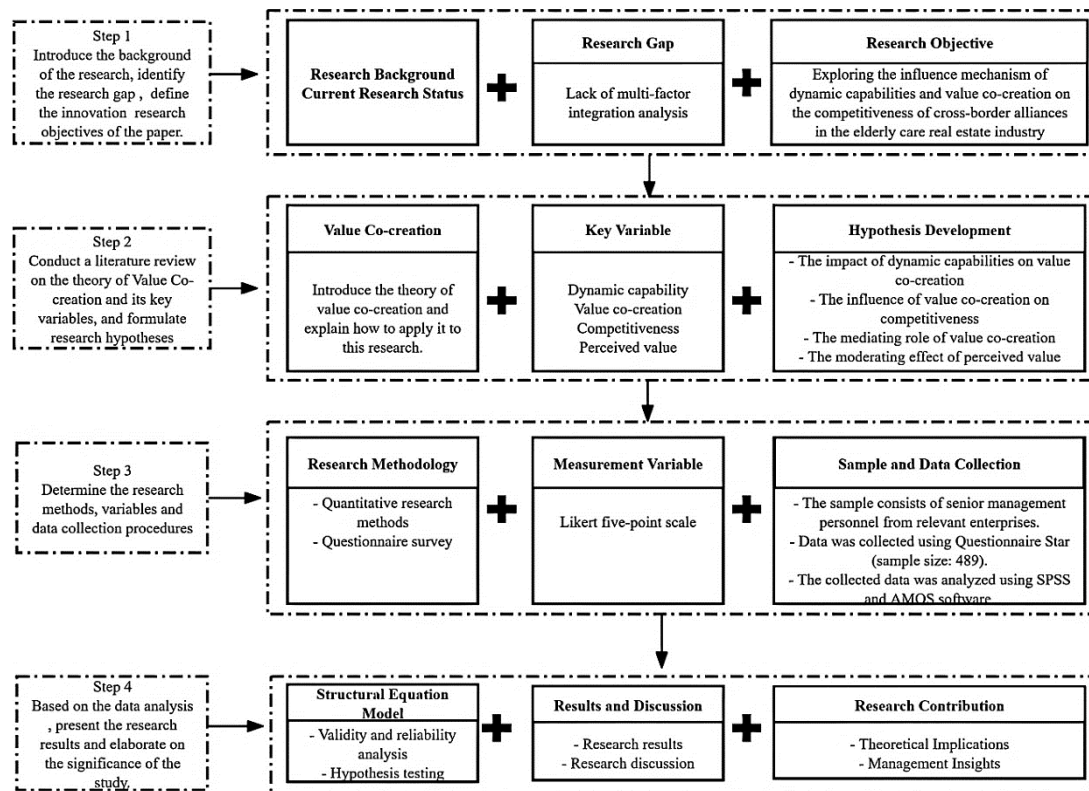 Step 1
Introduce the background
of the research, identify
the research gap , define
the innovation research
objectives of the paper.
Research Background
Current Research Status
Research Gap
Lack of multi-factor
integration analysis
Research Objective
Exploring the influence mechanism of
dynamic capabilities and value co-creation on
the competitiveness of cross-border alliances
in the elderly care real estate industry
Step 2
Conduct a literature review
on the theory of Value Co-
creation and its key
variables, and formulate
research hypotheses
Value Co-creation
Introduce the theory of
value co-creation and
explain how to apply it to
this research.
Key Variable
Dynamic capability
Value co-creation
Competitiveness
Perceived value
Hypothesis Development
- The impact of dynamic capabilities on value
co-creation
- The influence of value co-creation on
competitiveness
- The mediating role of value co-creation
- The moderating effect of perceived value
Step 3
Determine the research
methods, variables and
data collection procedures
Research Methodology
- Quantitative research
methods
- Questionnaire survey
Measurement Variable
Likert five-point scale
Sample and Data Collection
- The sample consists of senior management
personnel from relevant enterprises.
- Data was collected using Questionnaire Star
(sample size: 489).
- The collected data was analyzed using SPSS
and AMOS software
Step 4
Based on the data analysis
, present the research
results and elaborate on
the significance of the
study.
Structural Equation
Model
- Validity and reliability
analysis
- Hypothesis testing
Results and Discussion
- Research results
- Research discussion
Research Contribution
- Theoretical Implications
- Management Insights